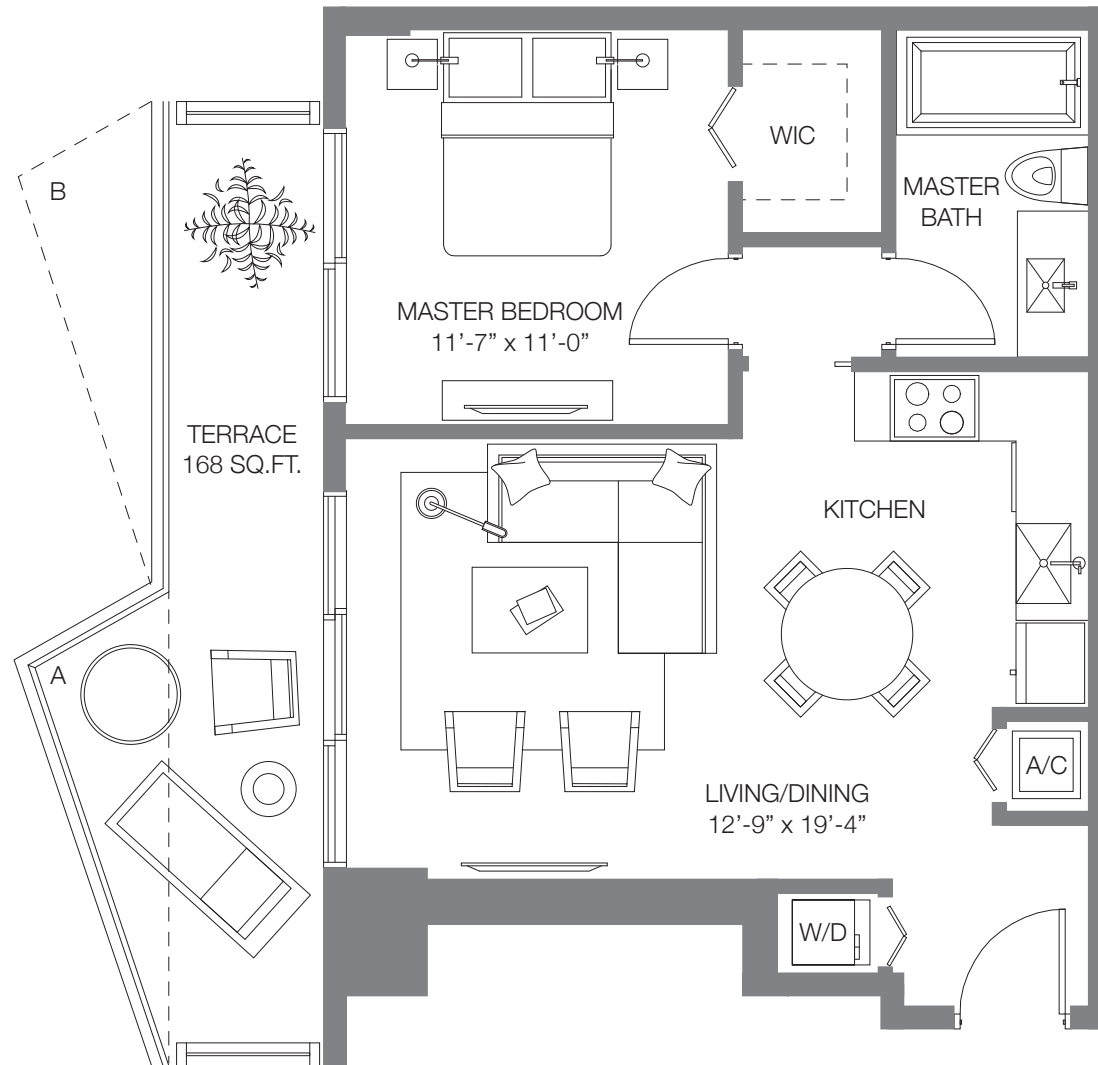 B
WIC
MASTER
BATH
MASTER BEDROOM
11’-7” x 11’-0”
TERRACE
168 SQ.FT.
KITCHEN
A
A/C
LIVING/DINING
12’-9” x 19’-4”
W/D